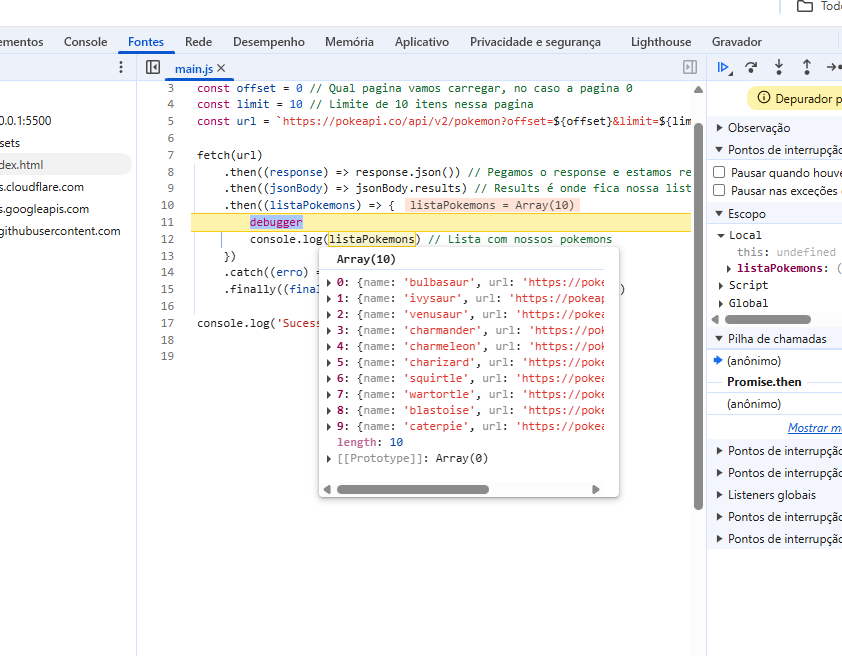 Todo
ementos Console Fontes Rede Desempenho Memória Aplicativo Privacidade e segurança Lighthouse Gravador
main.js
0.0.1:5500
sets
dex.html
s.cloudflare.com
s.googleapis.com
githubusercontent.com
3 const offset = 0 // Qual pagina vamos carregar, no caso a pagina 0
4 const limit = 10 // Limite de 10 itens nessa pagina
5 const url = `https://pokeapi.co/api/v2/pokemon?offset=${offset}&limit=${lim
6
7 fetch(url)
8 .then((response) => response.json()) // Pegamos o response e estamos re
9 .then((jsonBody) => jsonBody.results) // Results é onde fica nossa list
10 .then((listaPokemons) => { listaPokemons = Array(10)
11 debugger
12 console.log(listaPokemons) // Lista com nossos pokemons
13 })
14 .catch((erro) =
15 .finally((final )
16
17 console.log('Suces
18
19
Array(10)
0: {name: 'bulbasaur', url: 'https://poke
1: {name: 'ivysaur', url: 'https://pokeap
2: {name: 'venusaur', url: 'https://pokea
3: {name: 'charmander', url: 'https://pok
4: {name: 'charmeleon', url: 'https://pok
5: {name: 'charizard', url: 'https://poke
6: {name: 'squirtle', url: 'https://pokea
7: {name: 'wartortle', url: 'https://poke
8: {name: 'blastoise', url: 'https://poke
9: {name: 'caterpie', url: 'https://pokea
length: 10
[[Prototype]]: Array(0)
Depurador p
Observação
Pontos de interrupção
Pausar quando houve
Pausar nas exceções
Escopo
Local
this: undefined
listaPokemons: (
Script
Global
Pilha de chamadas
(anônimo)
Promise.then
(anônimo)
Mostrar m
Pontos de interrupção
Pontos de interrupção
Listeners globais
Pontos de interrupção
Pontos de interrupção